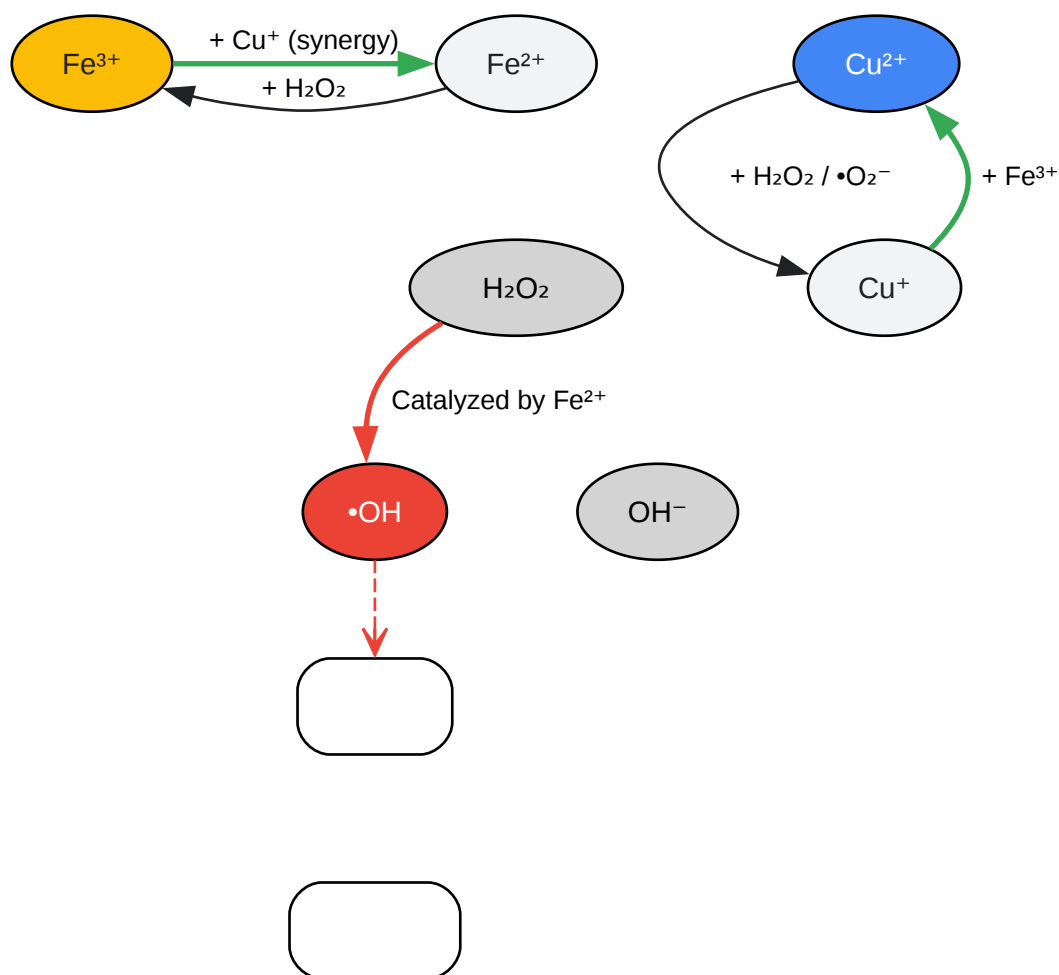 + Cu⁺ (synergy)
Fe³⁺
Fe²⁺
+ H₂O₂
Cu²⁺
+ H₂O₂ / •O₂⁻
+ Fe³⁺
H₂O₂
Cu⁺
Catalyzed by Fe²⁺
•OH
OH⁻